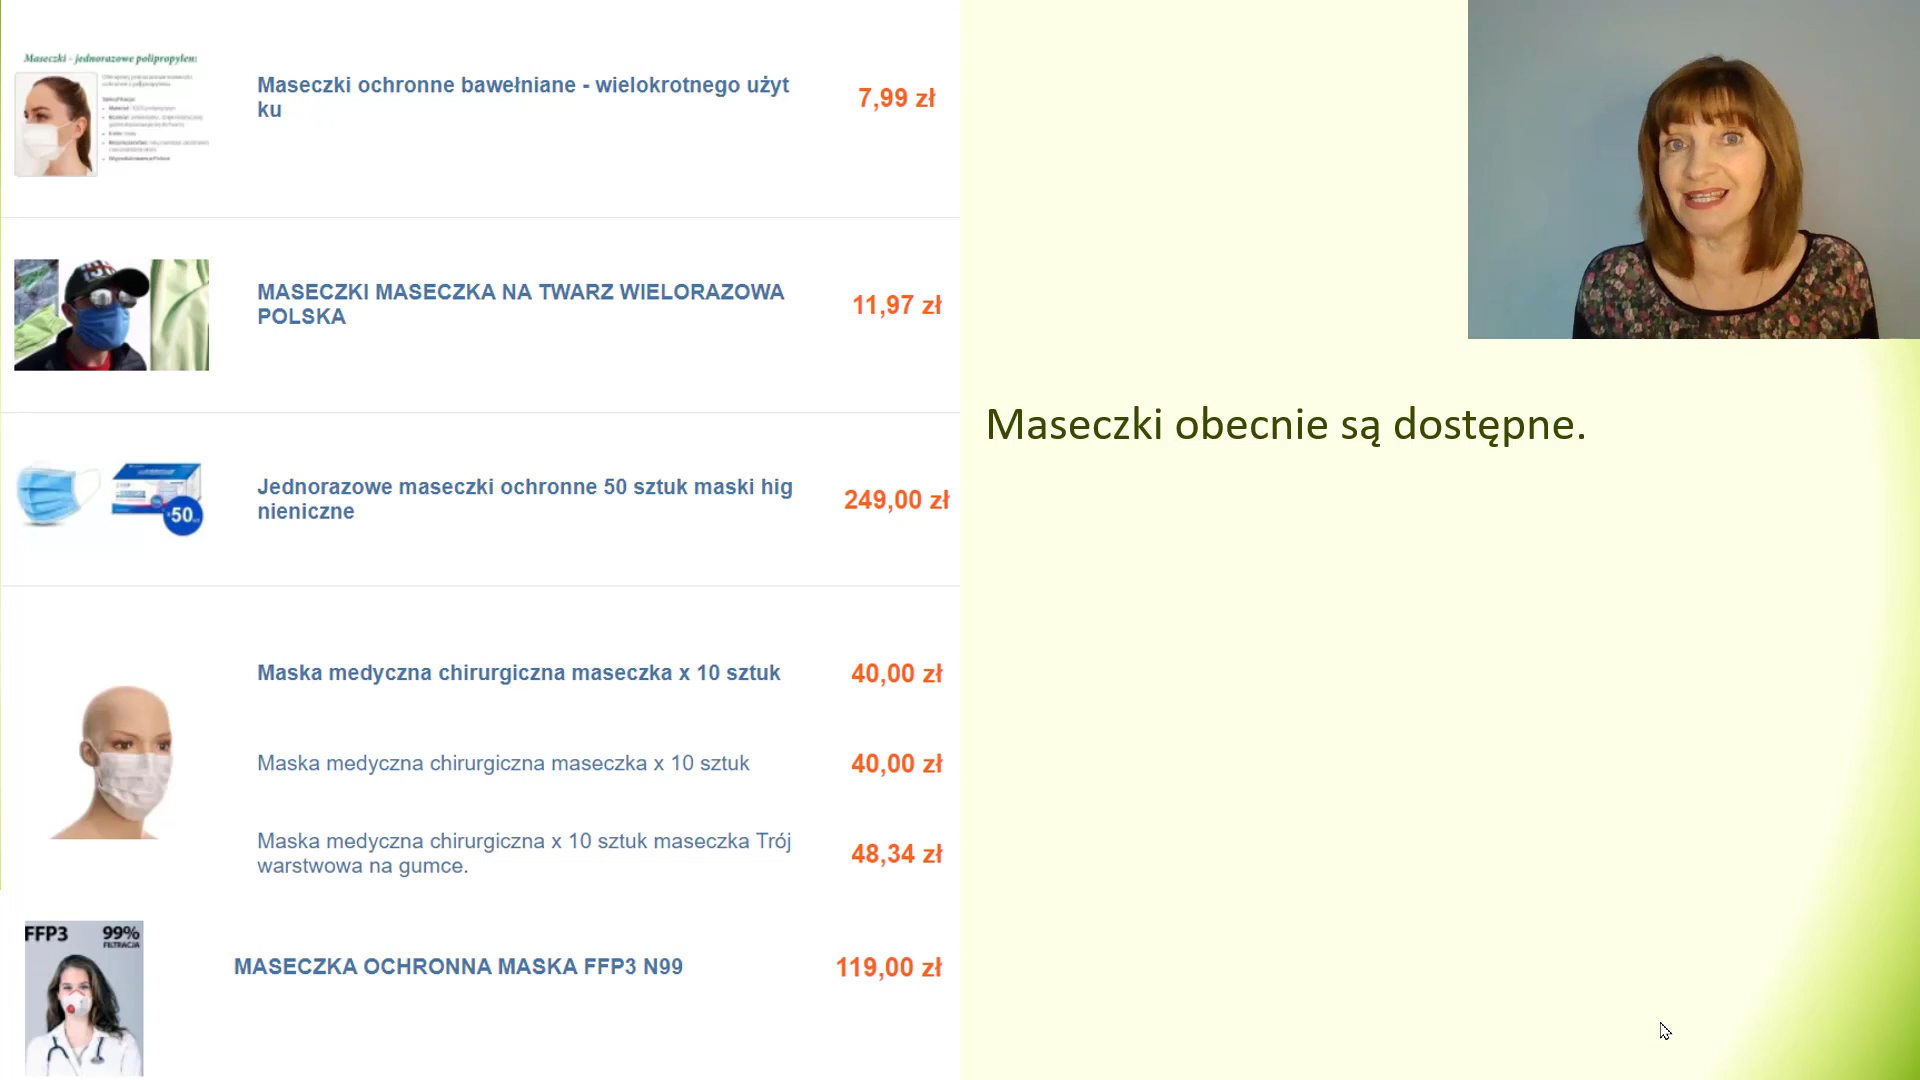 Maseczki - jednorazowe polipropylen:
Maseczki ochronne bawełniane - wielokrotnego użyt
ku
7,99 zł
MASECZKI MASECZKA NA TWARZ WIELORAZOWA
POLSKA
11,97 zł
Maseczki obecnie są dostępne.
Jednorazowe maseczki ochronne 50 sztuk maski hig
nieniczne
249,00 zł
50
Maska medyczna chirurgiczna maseczka x 10 sztuk
40,00 zł
Maska medyczna chirurgiczna maseczka x 10 sztuk
40,00 zł
Maska medyczna chirurgiczna x 10 sztuk maseczka Trój
warstwowa na gumce.
48,34 zł
FFP3 99%
FILTRACJA
MASECZKA OCHRONNA MASKA FFP3 N99
119,00 zł